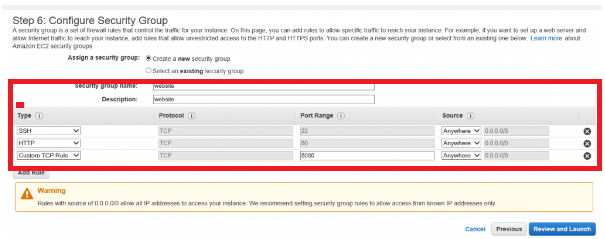 Step 6: Configure Security Group
A security group is a set of firewall rules that control the traffic for your instance. On this page, you can add rules to allow specific traffic to reach your instance. For example, if you want to set up a web server and
allow Internet traffic to reach your instance, add rules that allow unrestricted access to the HTTP and HTTPS ports. You can create a new security group or select from an existing one below. Learn more about
Amazon EC2 security groups.
Assign a security group: Create a new security group
Select an existing security group
Security group name: website
Description: website
Type Protocol Port Range Source
SSH TCP 22 Anywhere 0.0.0.0/0
HTTP TCP 80 Anywhere 0.0.0.0/0
Custom TCP Rule TCP 8080 Anywhere 0.0.0.0/0
Add Rule
Warning
Rules with source of 0.0.0.0/0 allow all IP addresses to access your instance. We recommend setting security group rules to allow access from known IP addresses only.
Cancel Previous Review and Launch